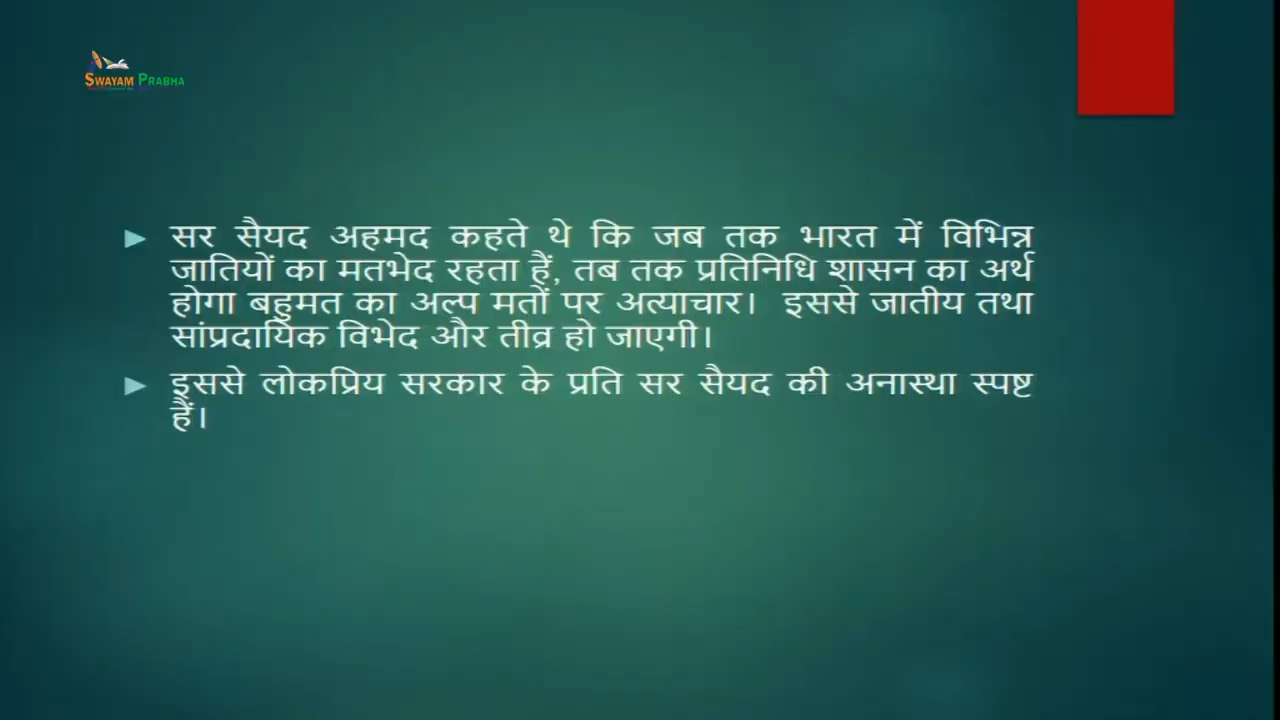 SWAYAM PRABHA
सर सैयद अहमद कहते थे कि जब तक भारत में विभिन्न
जातियों का मतभेद रहता हैं, तब तक प्रतिनिधि शासन का अर्थ
होगा बहुमत का अल्प मतों पर अत्याचार। इससे जातीय तथा
सांप्रदायिक विभेद और तीव्र हो जाएगी।
इससे लोकप्रिय सरकार के प्रति सर सैयद की अनास्था स्पष्ट
हैं।